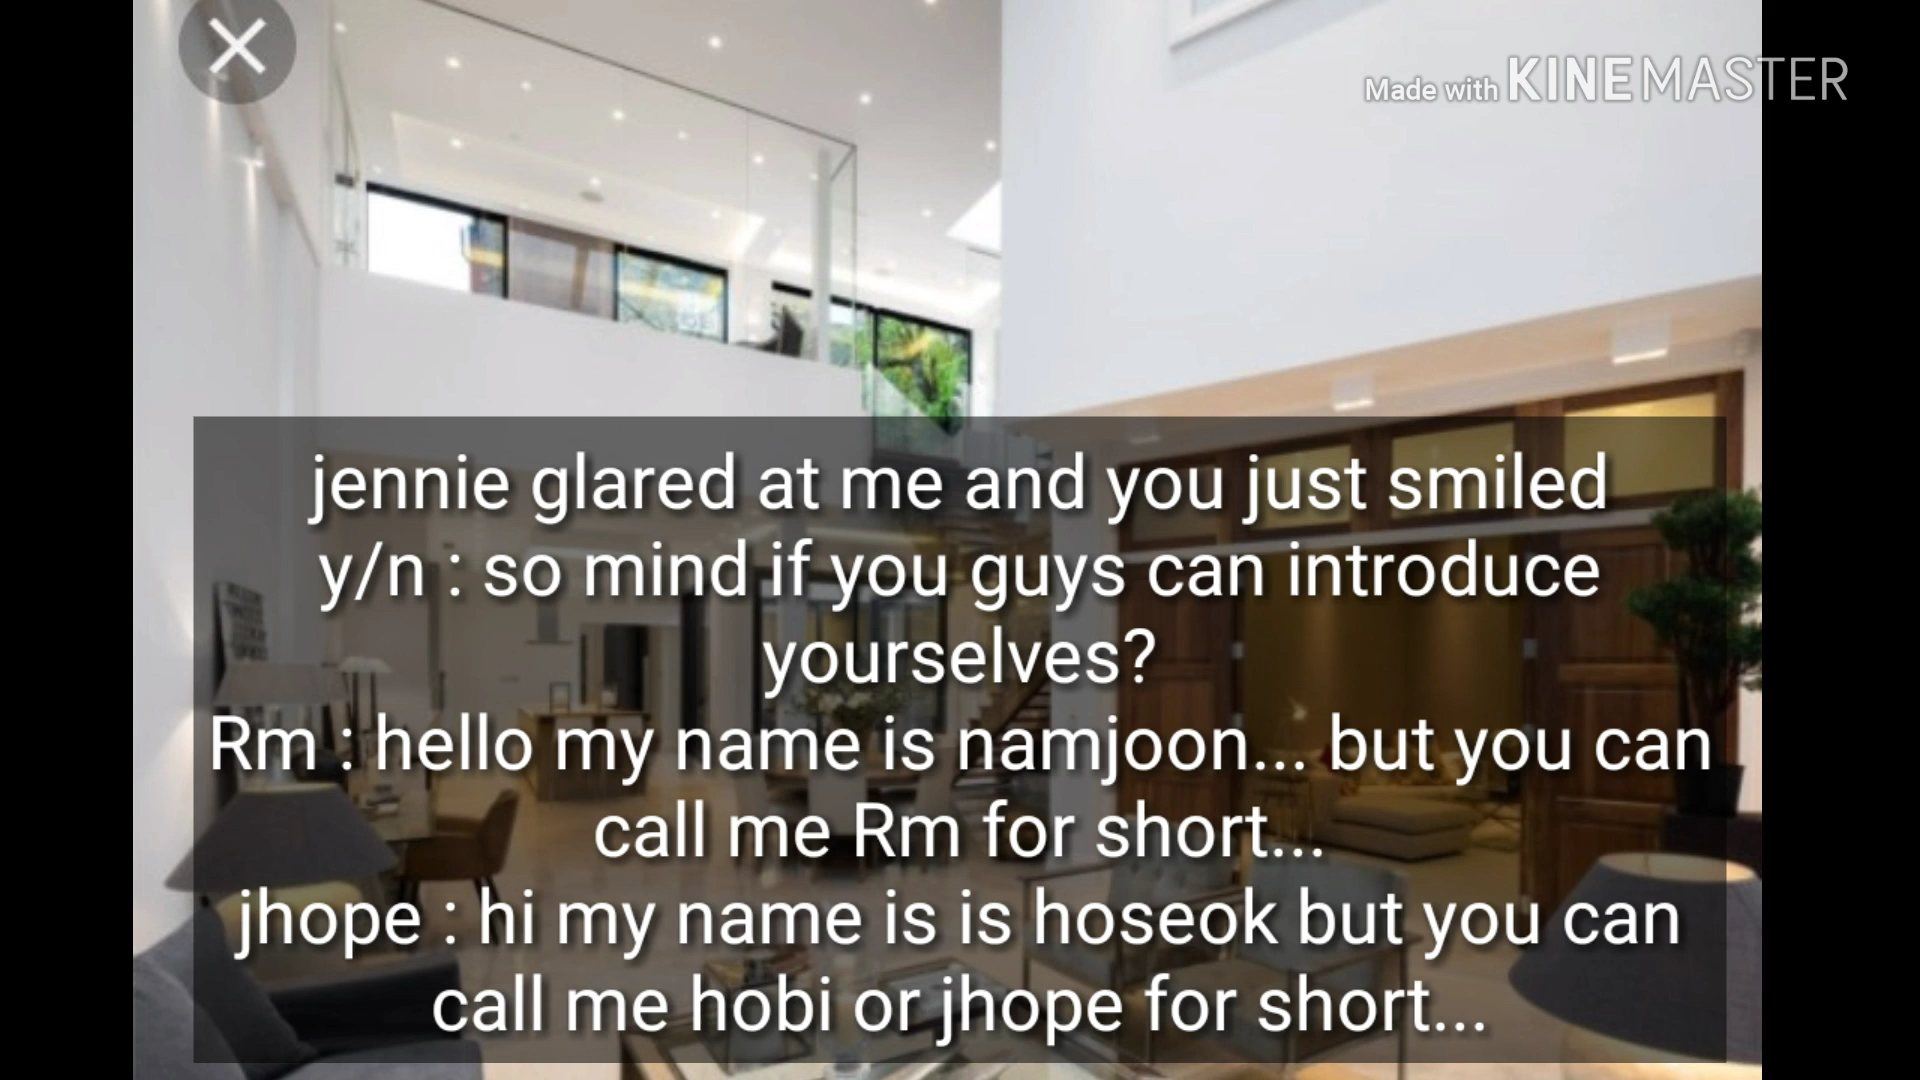 Made with KINEMASTER
jennie glared at me and you just smiled
y/n : so mind if you guys can introduce
yourselves?
Rm : hello my name is namjoon... but you can
call me Rm for short...
jhope : hi my name is is hoseok but you can
call me hobi or jhope for short...